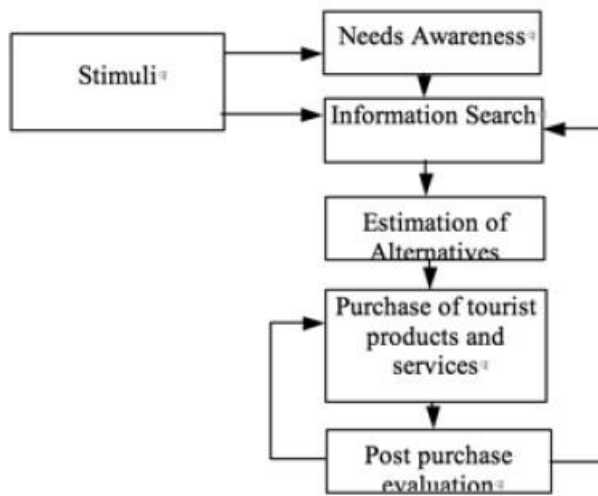 Needs Awareness
Stimuli
Information Search
Estimation of
Alternatives
Purchase of tourist
products and
services
Post purchase
evaluation